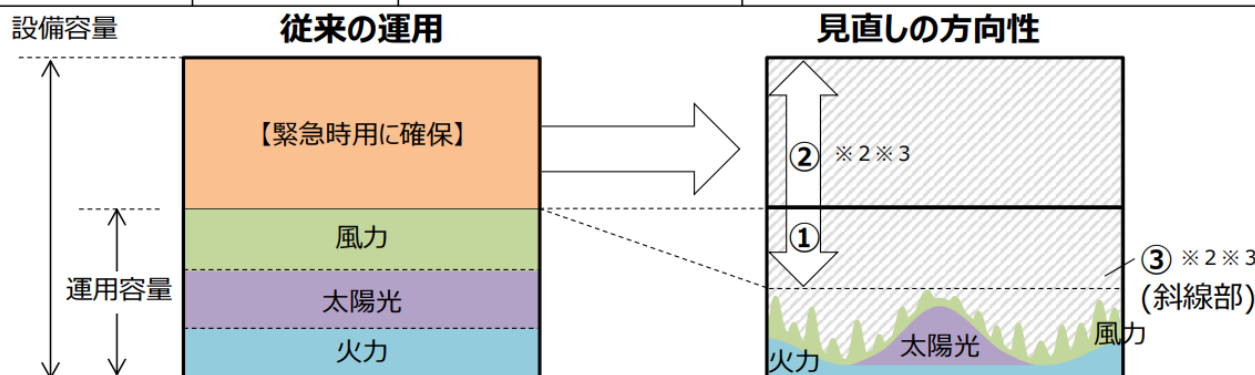 設備容量
従来の運用
見直しの方向性
【緊急時用に確保】
風力
太陽光
火力
運用容量
② ※2※3
①
③ ※2※3
(斜線部)
火力
太陽光
風力